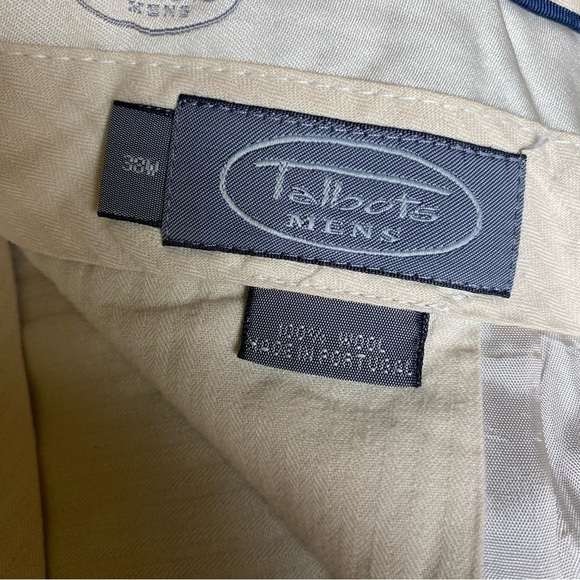 MENS
38W
Talbots
MENS
100% WOOL
MADE IN PORTUGAL